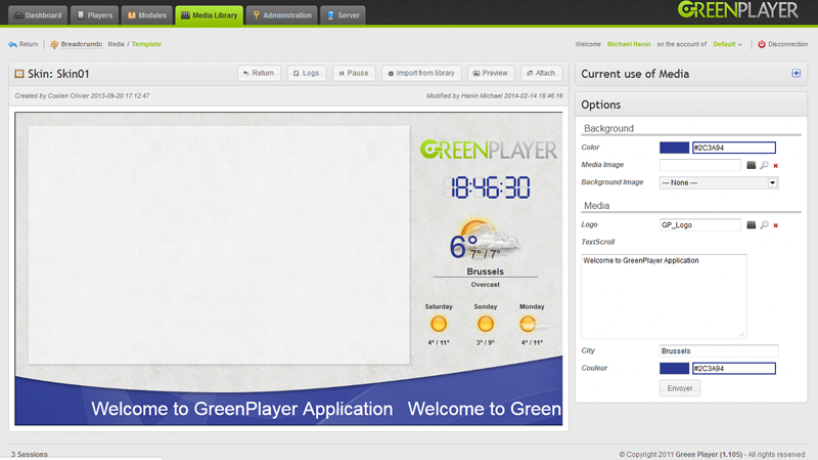 Dashboard Players Modules Media Library Administration Server
GREENPLAYER
Return Breadcrumb: Media / Template
Welcome Michael Hanin on the account of Default Disconnection
Skin: Skin01
Return Logs Pause Import from library Preview Attach
Created by Coolen Olivier 2013-09-20 17:12:47
Modified by Hanin Michael 2014-02-14 18:46:16
GREENPLAYER
18:46:30
6°
7° / 7°
Brussels
Overcast
Saturday Sunday Monday
4° / 11° 3° / 9° 4° / 11°
Welcome to GreenPlayer Application Welcome to Green
Current use of Media
Options
Background
Color #2C3A94
Media Image
Background Image --- None ---
Media
Logo GP_Logo
TextScroll
Welcome to GreenPlayer Application
City Brussels
Couleur #2C3A94
Envoyer
3 Sessions
© Copyright 2011 Green Player (1.105) - All rights reserved